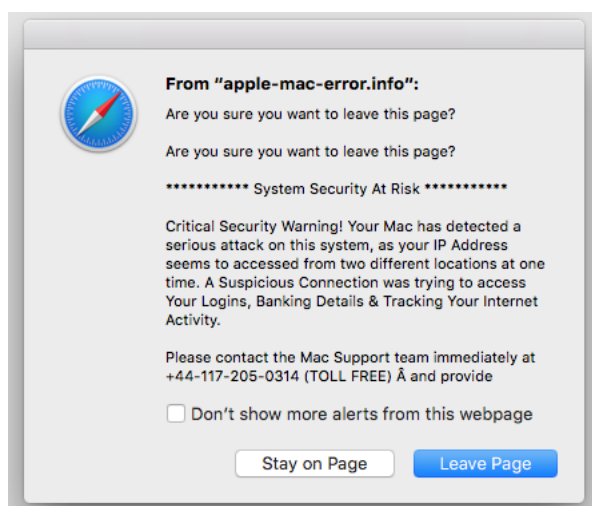 From “apple-mac-error.info”:
Are you sure you want to leave this page?
Are you sure you want to leave this page?
*********** System Security At Risk ***********
Critical Security Warning! Your Mac has detected a
serious attack on this system, as your IP Address
seems to accessed from two different locations at one
time. A Suspicious Connection was trying to access
Your Logins, Banking Details & Tracking Your Internet
Activity.
Please contact the Mac Support team immediately at
+44-117-205-0314 (TOLL FREE) Â and provide
Don’t show more alerts from this webpage
Stay on Page
Leave Page